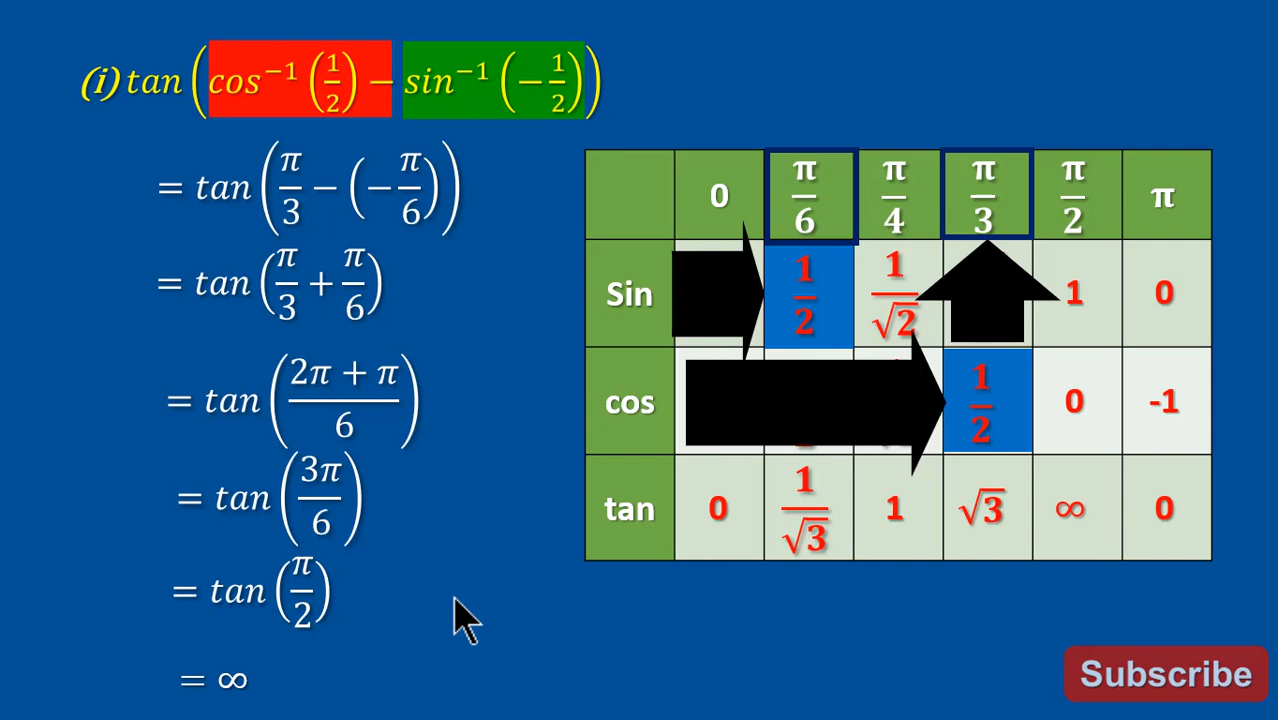 (i) tan (cos⁻¹ (1/2) − sin⁻¹ (−1/2))
= tan (π/3 − (−π/6))
= tan (π/3 + π/6)
= tan ((2π + π)/6)
= tan (3π/6)
= tan (π/2)
= ∞
0 π/6 π/4 π/3 π/2 π
Sin 1/2 1/√2 1 0
cos 1/2 0 -1
tan 0 1/√3 1 √3 ∞ 0
Subscribe